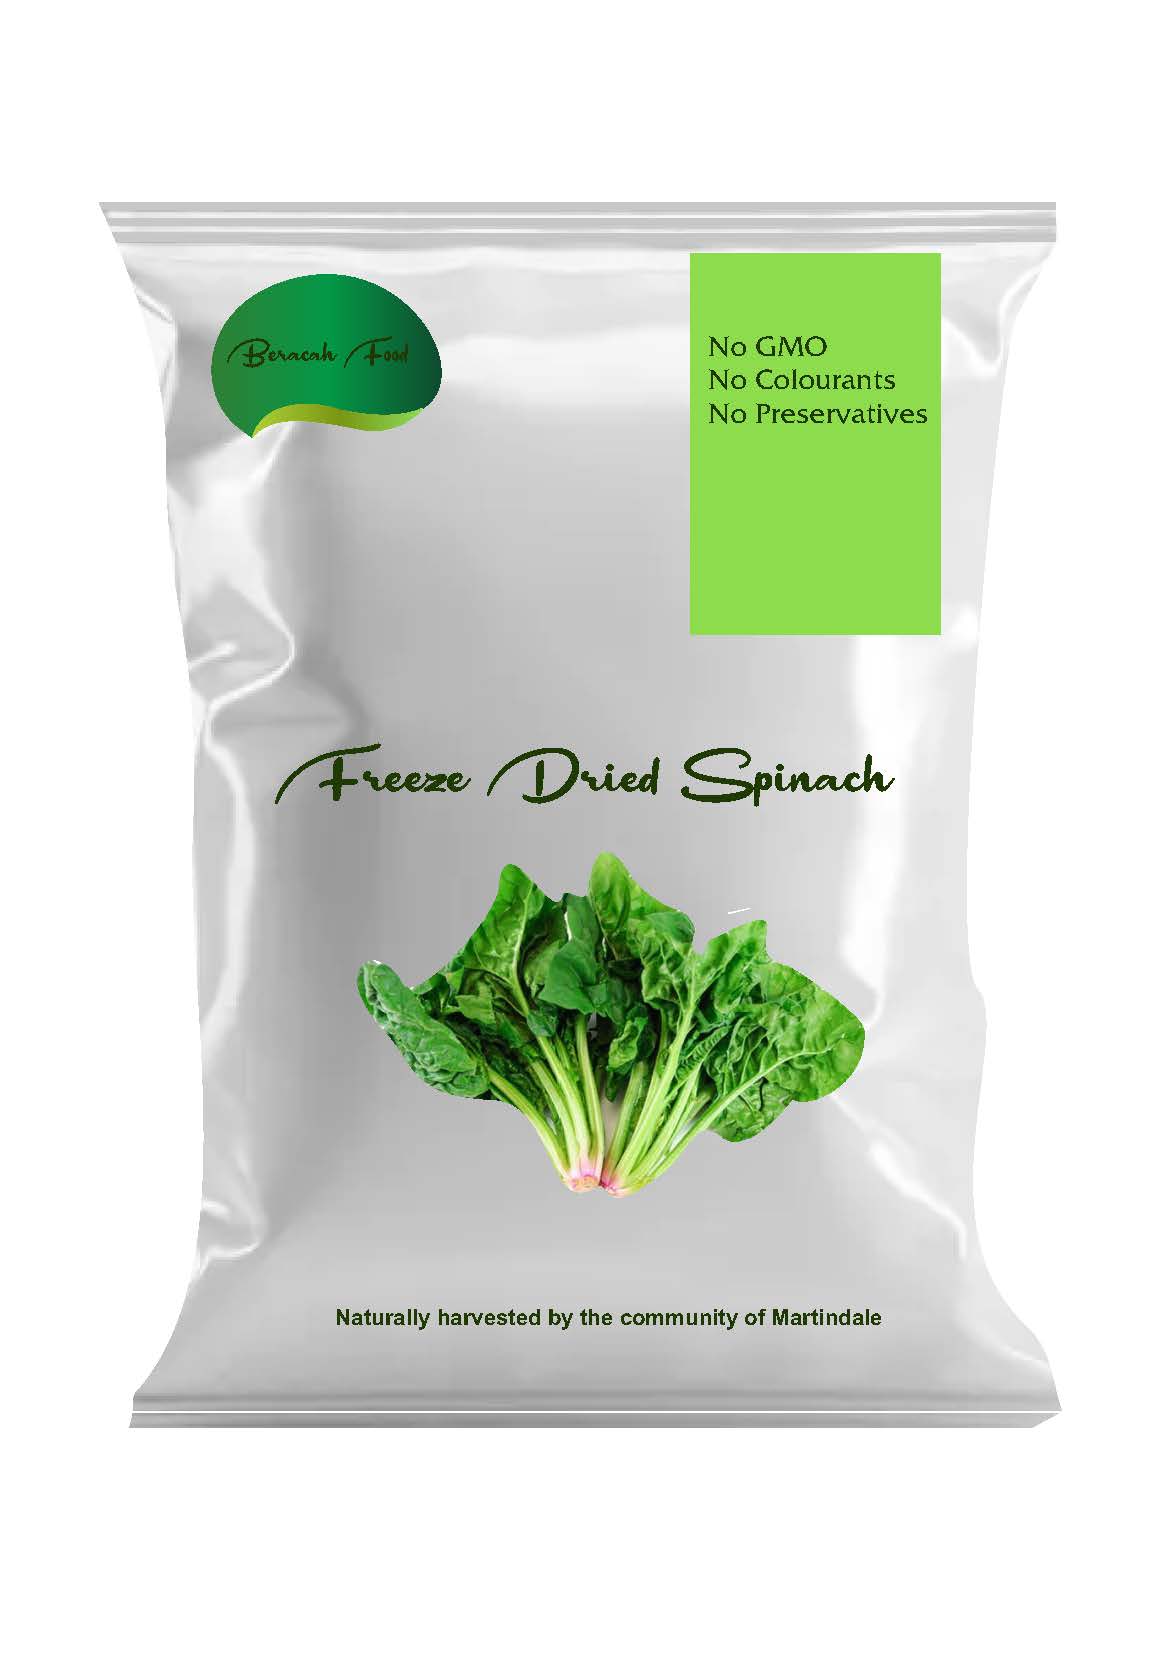 Beracah Food
No GMO
No Colourants
No Preservatives
Freeze Dried Spinach
Naturally harvested by the community of Martindale